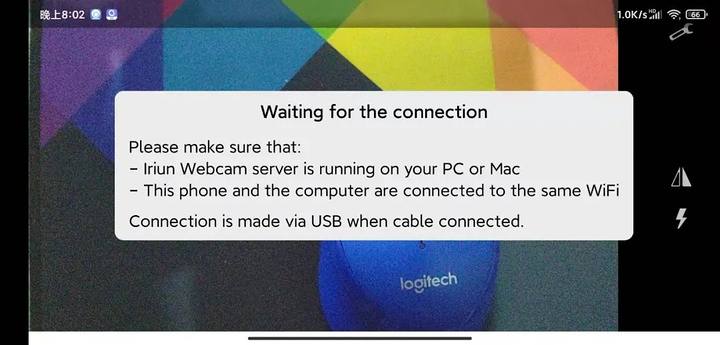 晚上8:02
1.0K/s HD 66
Waiting for the connection
Please make sure that:
- Iriun Webcam server is running on your PC or Mac
- This phone and the computer are connected to the same WiFi
Connection is made via USB when cable connected.
logitech